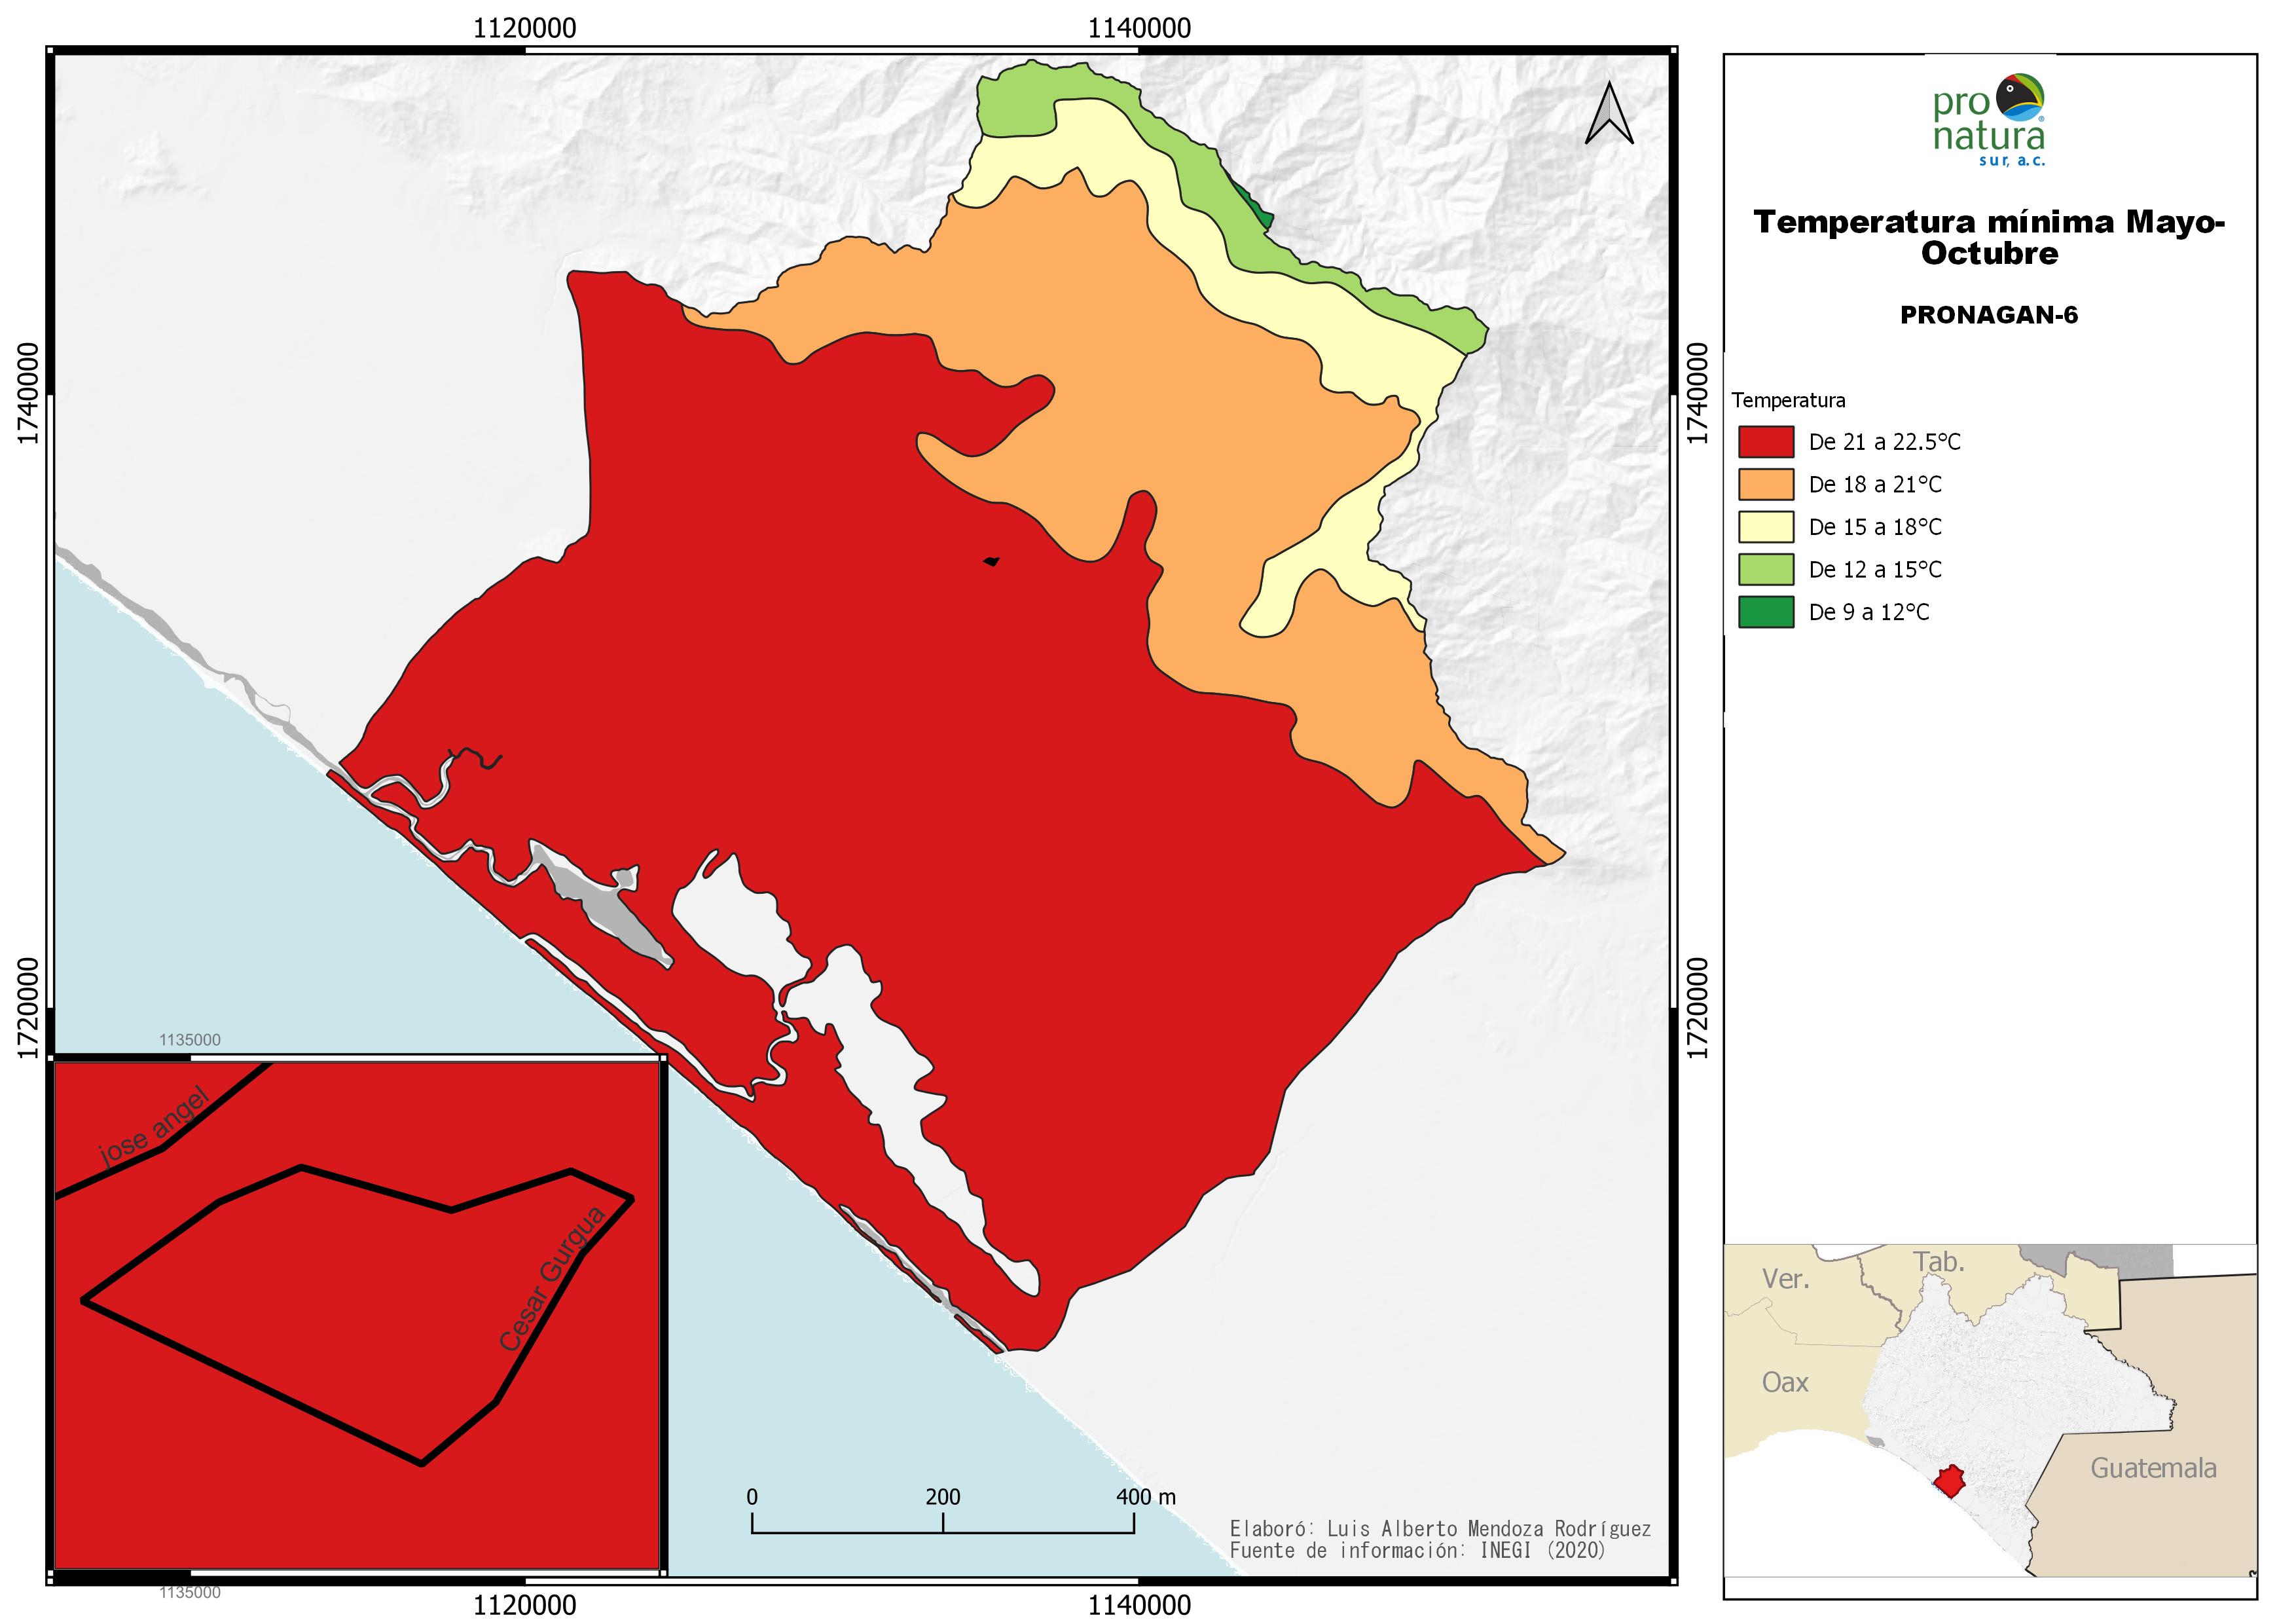 1120000
1140000
1740000
1740000
1720000
1720000
1135000
jose angel
Cesar Gurgua
1135000
1120000
1140000
0
200
400 m
Elaboró: Luis Alberto Mendoza Rodríguez
Fuente de información: INEGI (2020)
pro
natura
sur, a.c.
Temperatura mínima Mayo-
Octubre
PRONAGAN-6
Temperatura
De 21 a 22.5°C
De 18 a 21°C
De 15 a 18°C
De 12 a 15°C
De 9 a 12°C
Ver.
Tab.
Oax
Guatemala